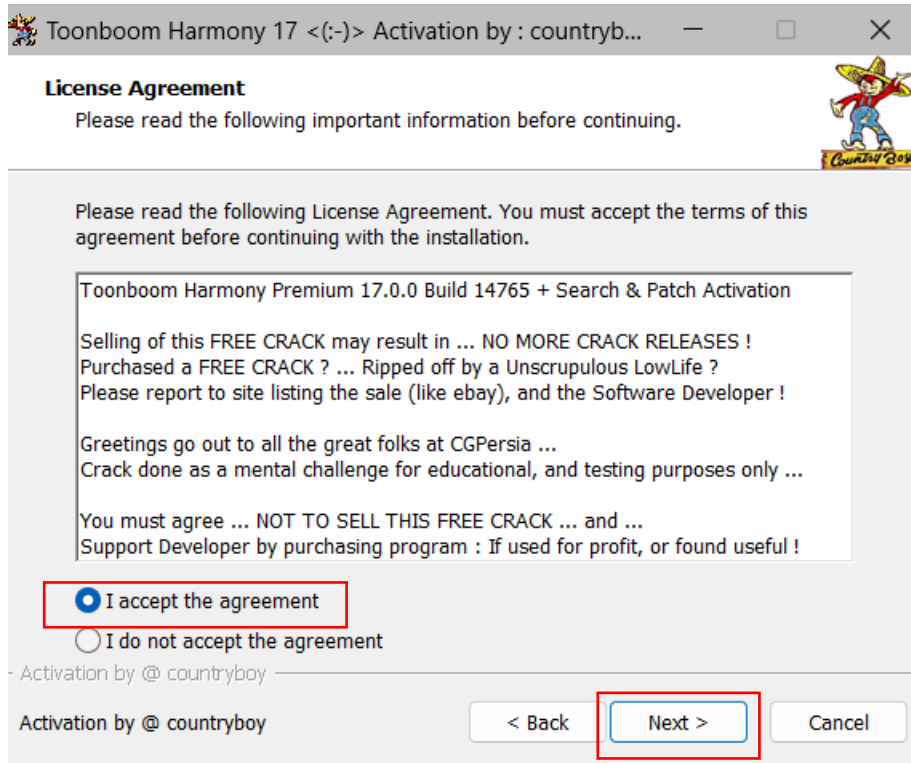 Toonboom Harmony 17 <(:-)> Activation by : countryb...
License Agreement
Please read the following important information before continuing.
Country Boy
Please read the following License Agreement. You must accept the terms of this
agreement before continuing with the installation.
Toonboom Harmony Premium 17.0.0 Build 14765 + Search & Patch Activation
Selling of this FREE CRACK may result in ... NO MORE CRACK RELEASES !
Purchased a FREE CRACK ? ... Ripped off by a Unscrupulous LowLife ?
Please report to site listing the sale (like ebay), and the Software Developer !
Greetings go out to all the great folks at CGPersia ...
Crack done as a mental challenge for educational, and testing purposes only ...
You must agree ... NOT TO SELL THIS FREE CRACK ... and ...
Support Developer by purchasing program : If used for profit, or found useful !
I accept the agreement
I do not accept the agreement
Activation by @ countryboy
Activation by @ countryboy
< Back
Next >
Cancel